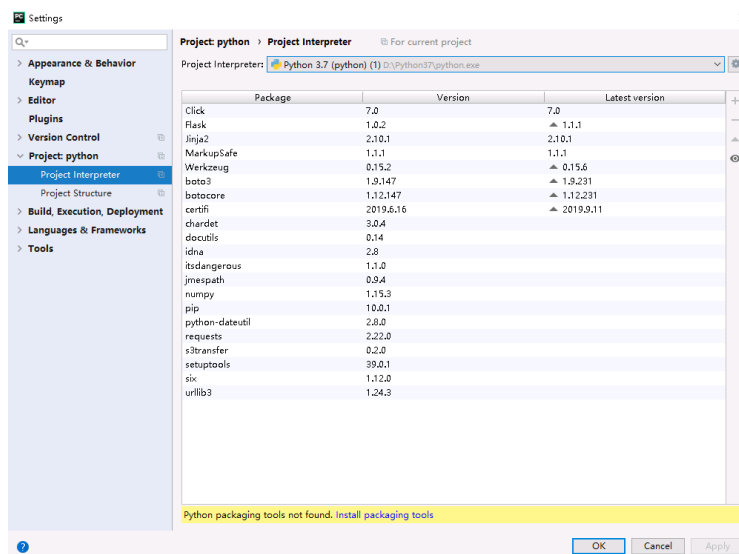 PC Settings
Project: python › Project Interpreter For current project
Project Interpreter: Python 3.7 (python) (1) D:\Python37\python.exe
Appearance & Behavior
Keymap
Editor
Plugins
Version Control
Project: python
Project Interpreter
Project Structure
Build, Execution, Deployment
Languages & Frameworks
Tools
Package Version Latest version
Click 7.0 7.0
Flask 1.0.2 1.1.1
Jinja2 2.10.1 2.10.1
MarkupSafe 1.1.1 1.1.1
Werkzeug 0.15.2 0.15.6
boto3 1.9.147 1.9.231
botocore 1.12.147 1.12.231
certifi 2019.6.16 2019.9.11
chardet 3.0.4
docutils 0.14
idna 2.8
itsdangerous 1.1.0
jmespath 0.9.4
numpy 1.15.3
pip 10.0.1
python-dateutil 2.8.0
requests 2.22.0
s3transfer 0.2.0
setuptools 39.0.1
six 1.12.0
urllib3 1.24.3
Python packaging tools not found. Install packaging tools
? OK Cancel Apply